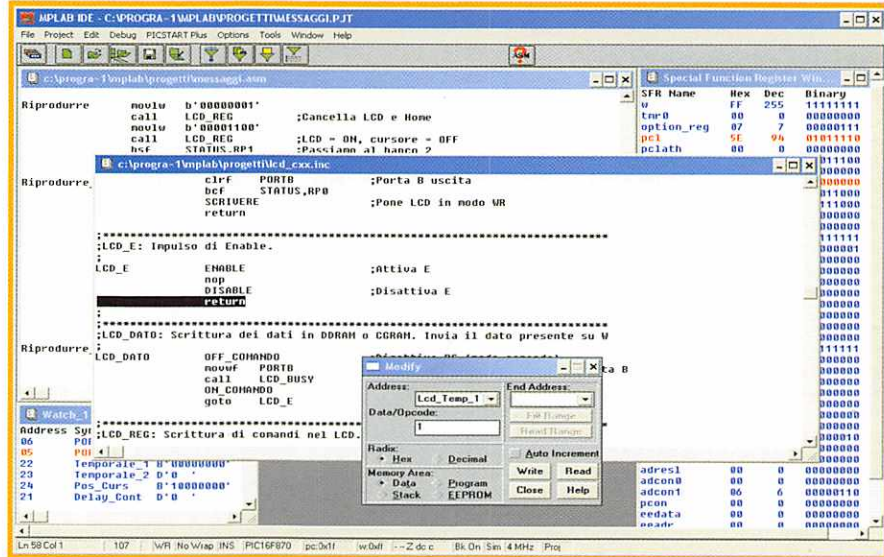 MPLAB IDE - C:\PROGRA~1\MPLAB\PROGETTI\MESSAGGI.PJT
File Project Edit Debug PICSTART Plus Options Tools Window Help
c:\progra~1\mplab\progetti\messaggi.asm
Riprodurre movlw b'00000001'
call LCD_REG ;Cancella LCD e Home
movlw b'00001100'
call LCD_REG ;LCD = ON, cursore = OFF
bsf STATUS,RP1 ;Passiamo al banco 2
Riprodurre_
Riprodurre_
Special Function Register Win...
SFR Name Hex Dec Binary
w FF 255 11111111
tmr0 00 0 00000000
option_reg 07 7 00000111
pcl 5E 94 01011110
pclath 00 0 00000000
c:\progra~1\mplab\progetti\lcd_cxx.inc
clrf PORTB ;Porta B uscita
bcf STATUS,RP0
SCRIVERE ;Pone LCD in modo WR
return
;LCD_E: Impulso di Enable.
;
LCD_E ENABLE ;Attiva E
nop
DISABLE ;Disattiva E
return
;
;LCD_DATO: Scrittura dei dati in DDRAM o CGRAM. Invia il dato presente su W
;
LCD_DATO OFF_COMANDO
movwf PORTB ta B
call LCD_BUSY
ON_COMANDO
goto LCD_E
;LCD_REG: Scrittura di comandi nel LCD.
Modify
Address: End Address:
Lcd_Temp_1
Data/Opcode: Fill Range
1 Read Range
Radix: Auto Increment
Hex Decimal
Memory Area: Write Read
Data Program
Stack EEPROM Close Help
Watch_1
Address
06
05
22 Temporale_1 B'00000000'
23 Temporale_2 D'0 '
24 Pos_Curs B'10000000'
21 Delay_Cont D'0 '
adresl 00 0 00000000
adcon0 00 0 00000000
adcon1 06 6 00000110
pcon 00 0 00000000
eedata 00 0 00000000
eeadr 00 0 00000000
Ln 58 Col 1 107 WR No Wrap INS PIC16F870 pc:0x1f w:0xff Bk On Sim 4 MHz Proj